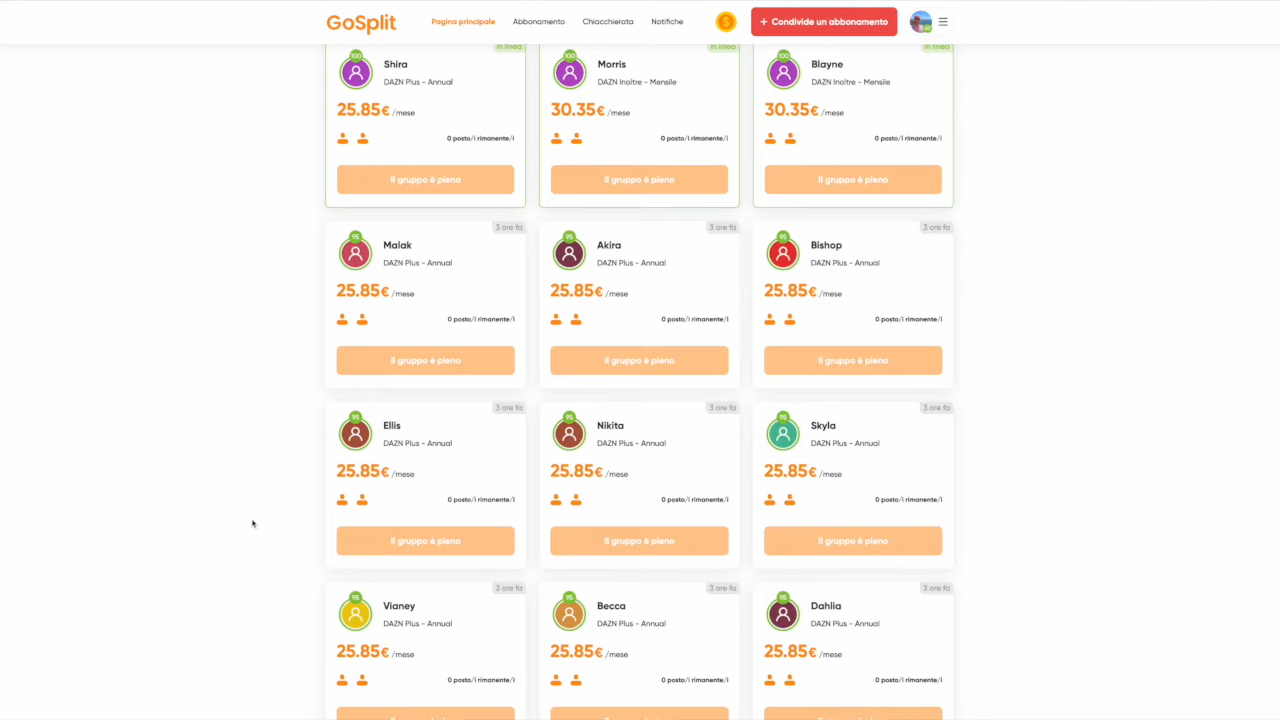 GoSplit
Pagina principale
Abbonamento
Chiacchierata
Notifiche
+ Condivide un abbonamento
in linea
in linea
in linea
100
Shira
DAZN Plus - Annual
25.85€ /mese
0 posto/i rimanente/i
Il gruppo è pieno
100
Morris
DAZN Inoltre - Mensile
30.35€ /mese
0 posto/i rimanente/i
Il gruppo è pieno
100
Blayne
DAZN Inoltre - Mensile
30.35€ /mese
0 posto/i rimanente/i
Il gruppo è pieno
3 ore fa
95
Malak
DAZN Plus - Annual
25.85€ /mese
0 posto/i rimanente/i
Il gruppo è pieno
3 ore fa
95
Akira
DAZN Plus - Annual
25.85€ /mese
0 posto/i rimanente/i
Il gruppo è pieno
3 ore fa
95
Bishop
DAZN Plus - Annual
25.85€ /mese
0 posto/i rimanente/i
Il gruppo è pieno
3 ore fa
95
Ellis
DAZN Plus - Annual
25.85€ /mese
0 posto/i rimanente/i
Il gruppo è pieno
3 ore fa
95
Nikita
DAZN Plus - Annual
25.85€ /mese
0 posto/i rimanente/i
Il gruppo è pieno
3 ore fa
95
Skyla
DAZN Plus - Annual
25.85€ /mese
0 posto/i rimanente/i
Il gruppo è pieno
3 ore fa
95
Vianey
DAZN Plus - Annual
25.85€ /mese
0 posto/i rimanente/i
3 ore fa
95
Becca
DAZN Plus - Annual
25.85€ /mese
0 posto/i rimanente/i
3 ore fa
95
Dahlia
DAZN Plus - Annual
25.85€ /mese
0 posto/i rimanente/i